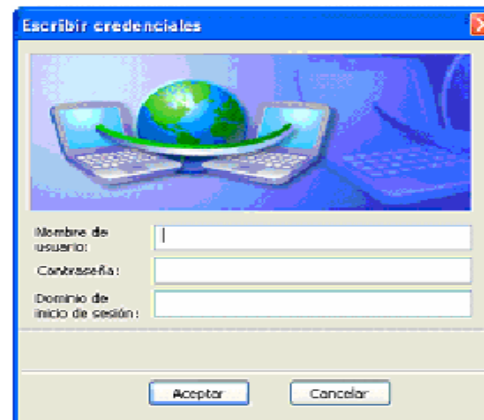 Escribir credenciales
Nombre de
usuario:
Contraseña:
Dominio de
inicio de sesión:
Aceptar
Cancelar